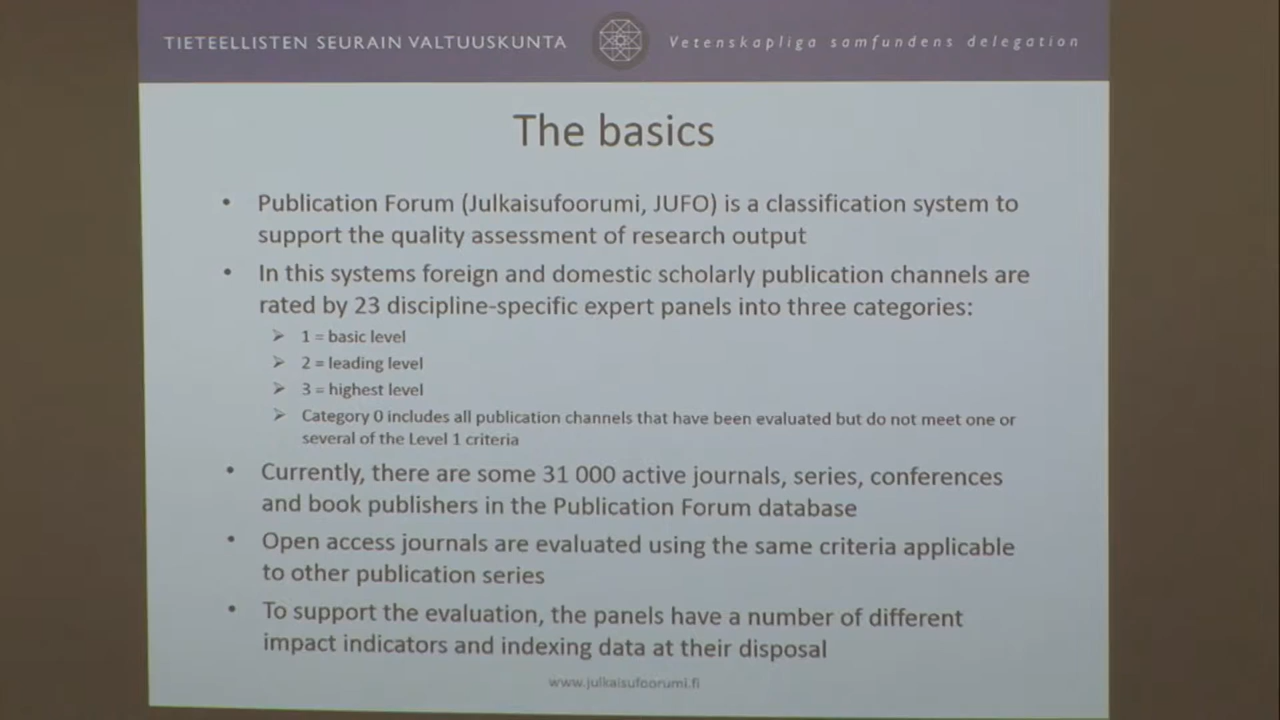 TIETEELLISTEN SEURAIN VALTUUSKUNTA Vetenskapliga samfundens delegation
The basics
• Publication Forum (Julkaisufoorumi, JUFO) is a classification system to
support the quality assessment of research output
• In this systems foreign and domestic scholarly publication channels are
rated by 23 discipline-specific expert panels into three categories:
➢ 1 = basic level
➢ 2 = leading level
➢ 3 = highest level
➢ Category 0 includes all publication channels that have been evaluated but do not meet one or
several of the Level 1 criteria
• Currently, there are some 31 000 active journals, series, conferences
and book publishers in the Publication Forum database
• Open access journals are evaluated using the same criteria applicable
to other publication series
• To support the evaluation, the panels have a number of different
impact indicators and indexing data at their disposal
www.julkaisufoorumi.fi